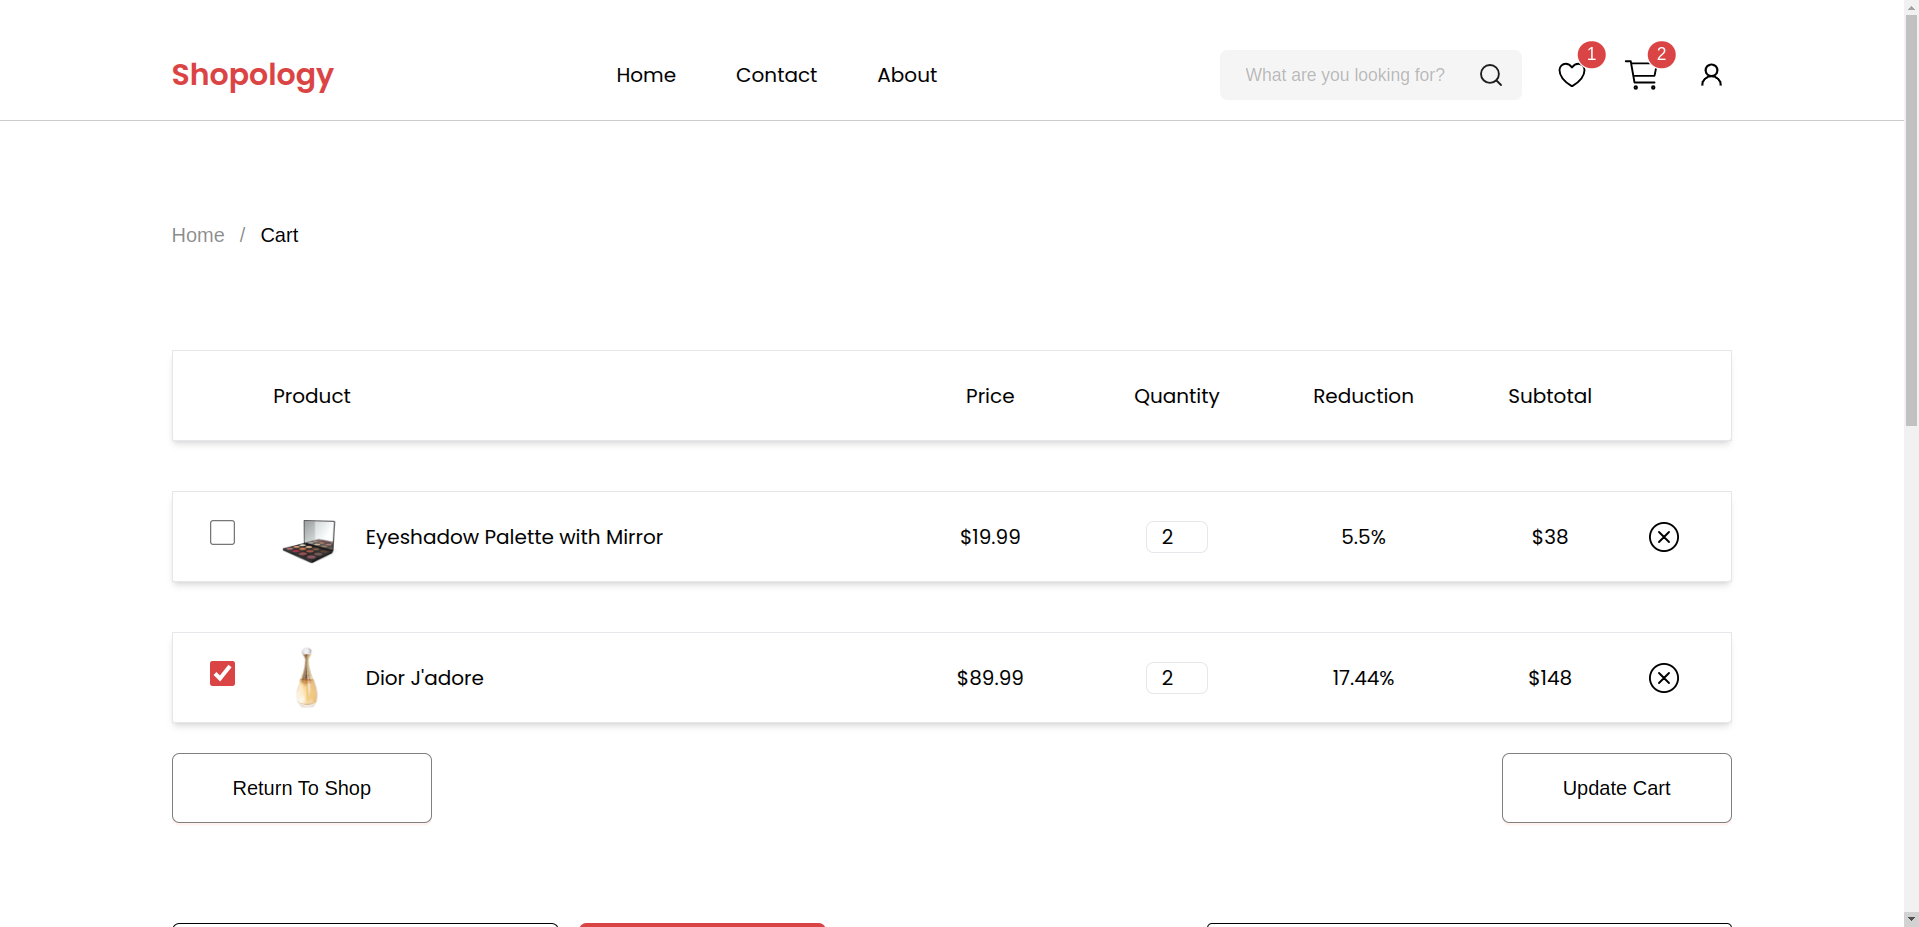 Shopology
Home
Contact
About
What are you looking for?
1
2
Home / Cart
Product
Price
Quantity
Reduction
Subtotal
Eyeshadow Palette with Mirror
$19.99
2
5.5%
$38
Dior J'adore
$89.99
2
17.44%
$148
Return To Shop
Update Cart